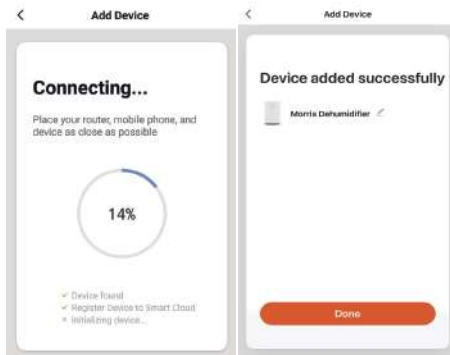 Add Device
Connecting...
Place your router, mobile phone, and
device as close as possible
14%
Device found
Register Device to Smart Cloud
Initializing device...
Add Device
Device added successfully
Morris Dehumidifier
Done